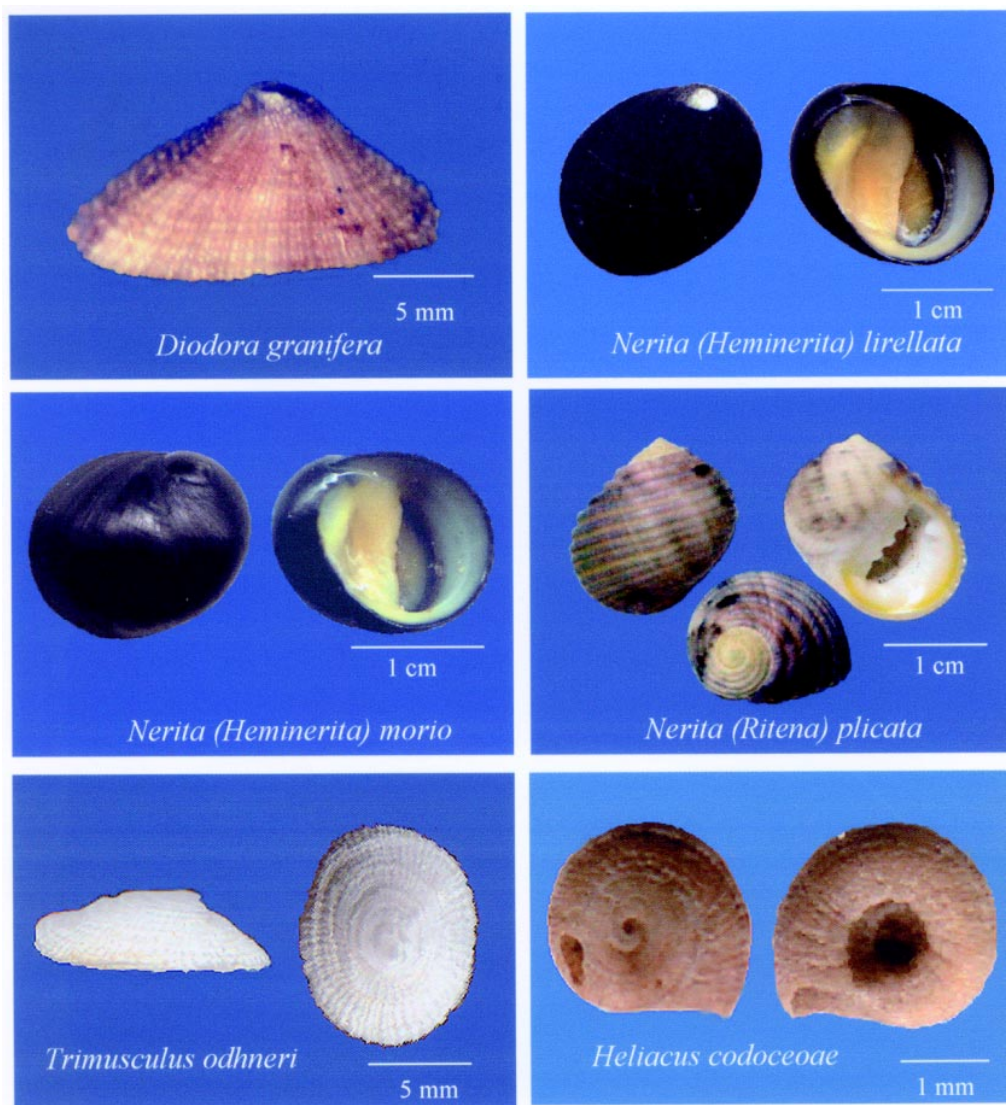 5 mm
Diodora granifera
1 cm
Nerita (Heminerita) lirellata
1 cm
Nerita (Heminerita) morio
1 cm
Nerita (Ritena) plicata
Trimusculus odhneri
5 mm
Heliacus codoceoae
1 mm